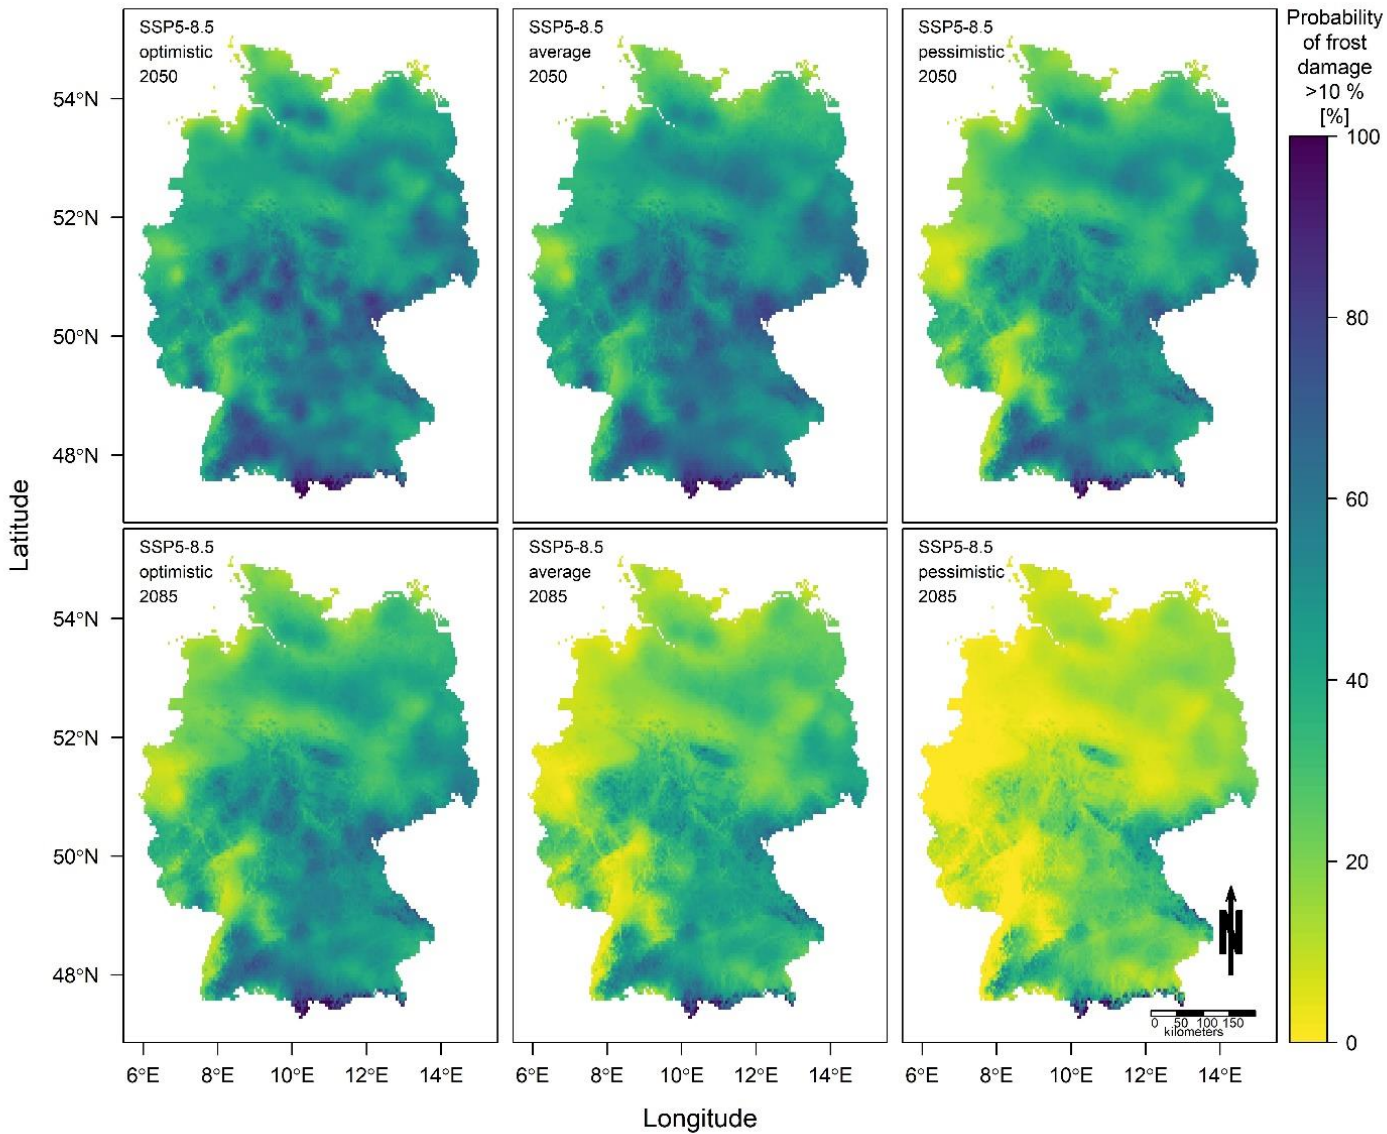 SSP5-8.5
optimistic
2050
SSP5-8.5
average
2050
SSP5-8.5
pessimistic
2050
Probability
of frost
damage
>10 %
[%]
100
80
60
40
20
0
54°N
52°N
50°N
48°N
Latitude
SSP5-8.5
optimistic
2085
SSP5-8.5
average
2085
SSP5-8.5
pessimistic
2085
54°N
52°N
50°N
48°N
N
0 50 100 150
kilometers
6°E 8°E 10°E 12°E 14°E
6°E 8°E 10°E 12°E 14°E
6°E 8°E 10°E 12°E 14°E
Longitude